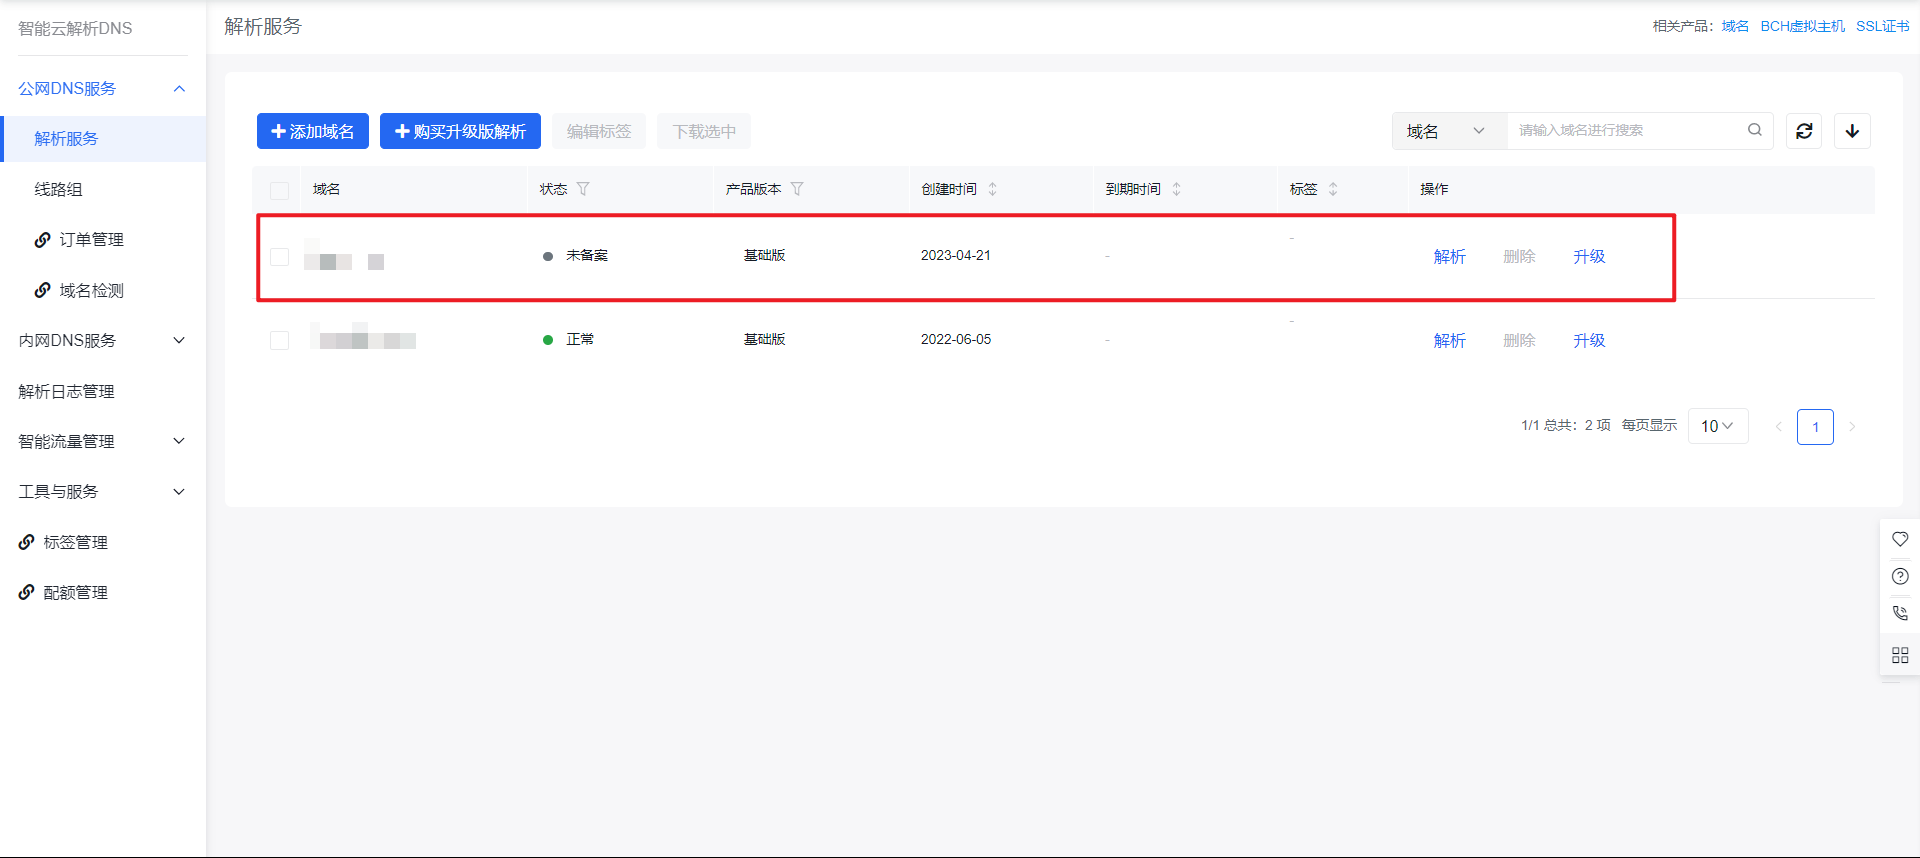 智能云解析DNS
公网DNS服务
解析服务
线路组
订单管理
域名检测
内网DNS服务
解析日志管理
智能流量管理
工具与服务
标签管理
配额管理
解析服务
相关产品： 域名 BCH虚拟主机 SSL证书
添加域名 购买升级版解析 编辑标签 下载选中 域名 请输入域名进行搜索
域名 状态 产品版本 创建时间 到期时间 标签 操作
未备案 基础版 2023-04-21 - - 解析 删除 升级
正常 基础版 2022-06-05 - - 解析 删除 升级
1/1 总共：2 项 每页显示 10 1